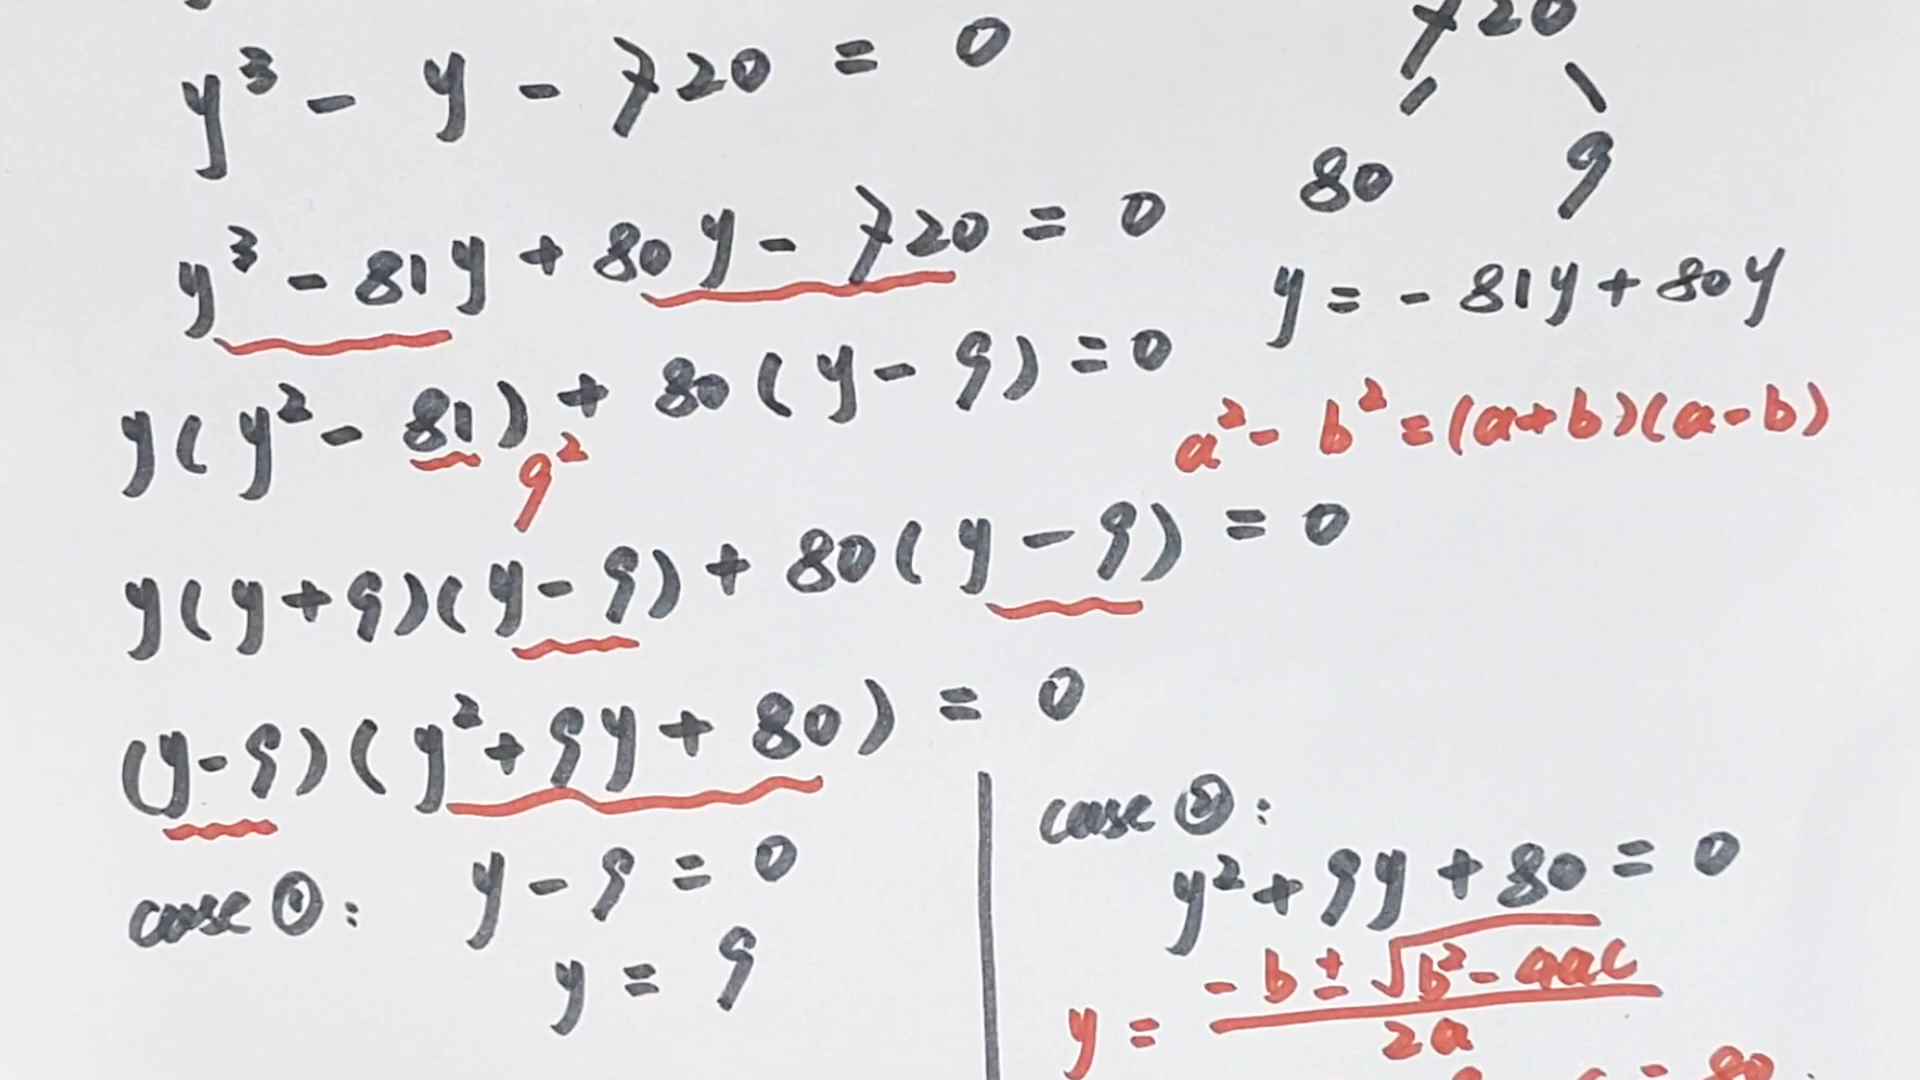 y³ - y - 720 = 0
720
80 9
y³ - 81y + 80y - 720 = 0
y = - 81y + 80y
y(y² - 81) + 80(y - 9) = 0
9²
a² - b² = (a+b)(a-b)
y(y+9)(y-9) + 80(y-9) = 0
(y-9)(y²+9y+80) = 0
case ①: y - 9 = 0
y = 9
case ②:
y² + 9y + 80 = 0
y = -b ± √b² - 4ac / 2a
= 80